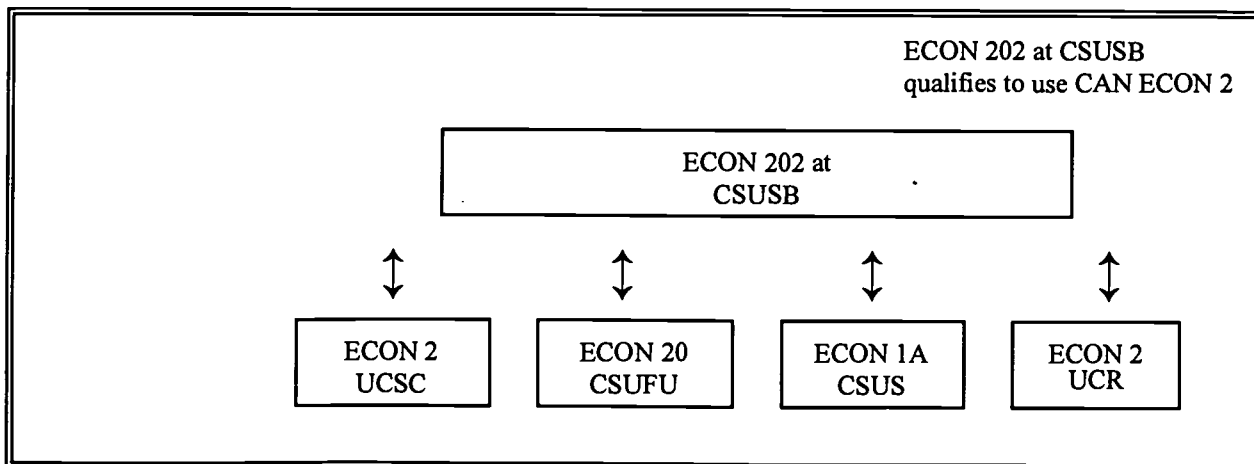 ECON 202 at CSUSB
qualifies to use CAN ECON 2
ECON 202 at
CSUSB
ECON 2
UCSC
ECON 20
CSUFU
ECON 1A
CSUS
ECON 2
UCR